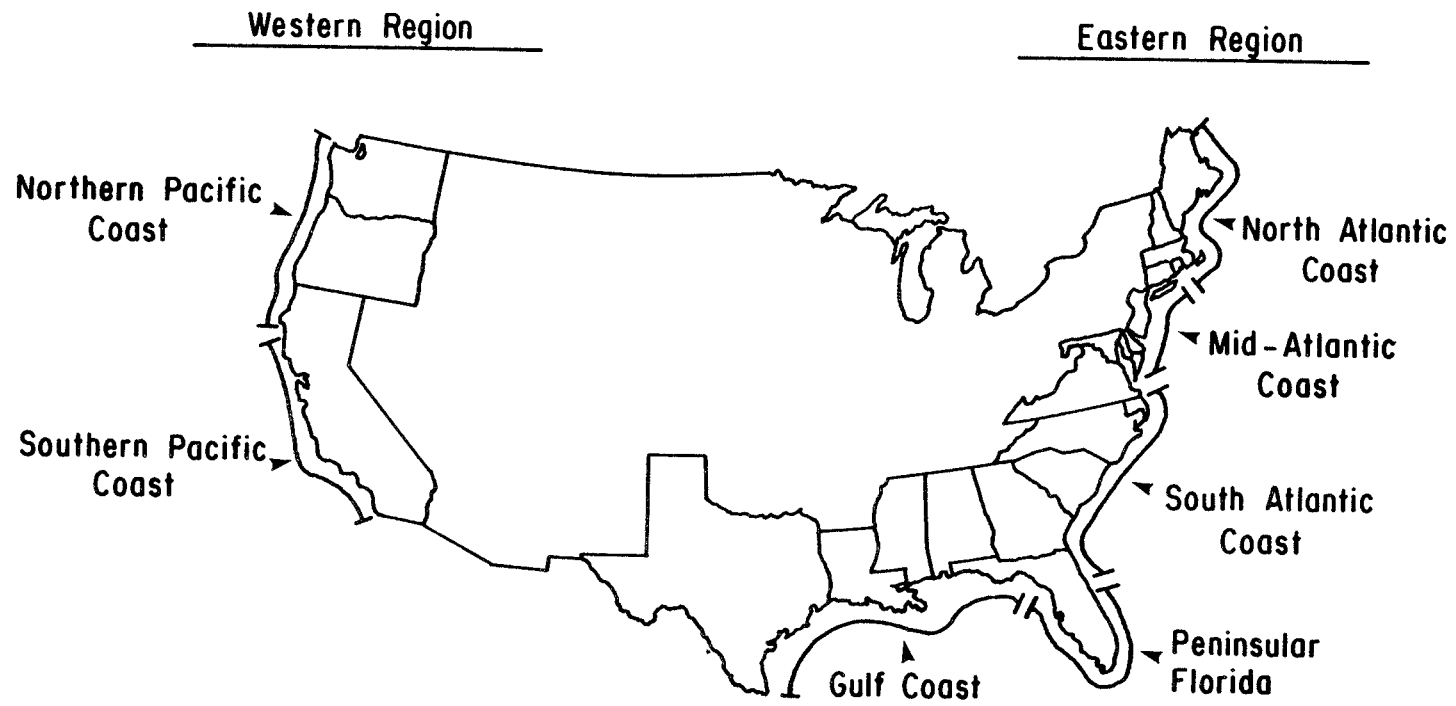 Western Region
Eastern Region
Northern Pacific
Coast
North Atlantic
Coast
Mid-Atlantic
Coast
Southern Pacific
Coast
South Atlantic
Coast
Peninsular
Florida
Gulf Coast